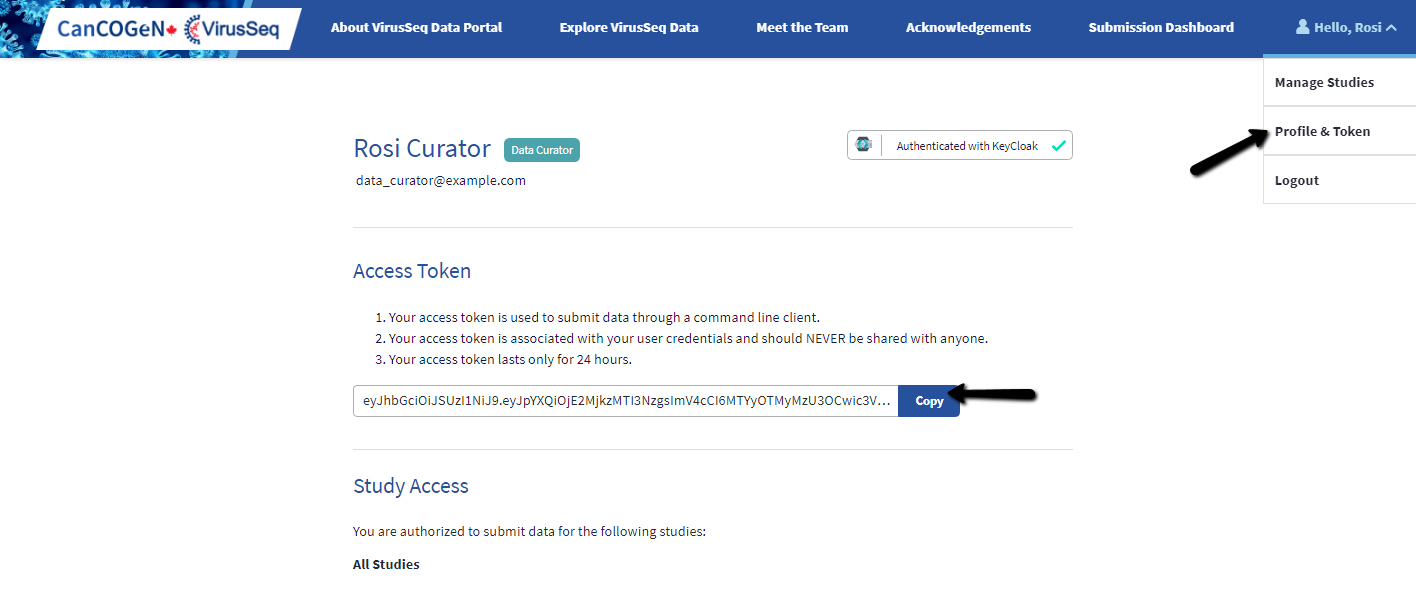 CanCOGeN VirusSeq
About VirusSeq Data Portal
Explore VirusSeq Data
Meet the Team
Acknowledgements
Submission Dashboard
Hello, Rosi
Manage Studies
Profile & Token
Logout
Rosi Curator
Data Curator
Authenticated with KeyCloak
data_curator@example.com
Access Token
1. Your access token is used to submit data through a command line client.
2. Your access token is associated with your user credentials and should NEVER be shared with anyone.
3. Your access token lasts only for 24 hours.
eyJhbGciOiJSUzI1NiJ9.eyJpYXQiOjE2MjkzMTI3NzgsImV4cCI6MTYyOTMyMzU3OCwic3V...
Copy
Study Access
You are authorized to submit data for the following studies:
All Studies